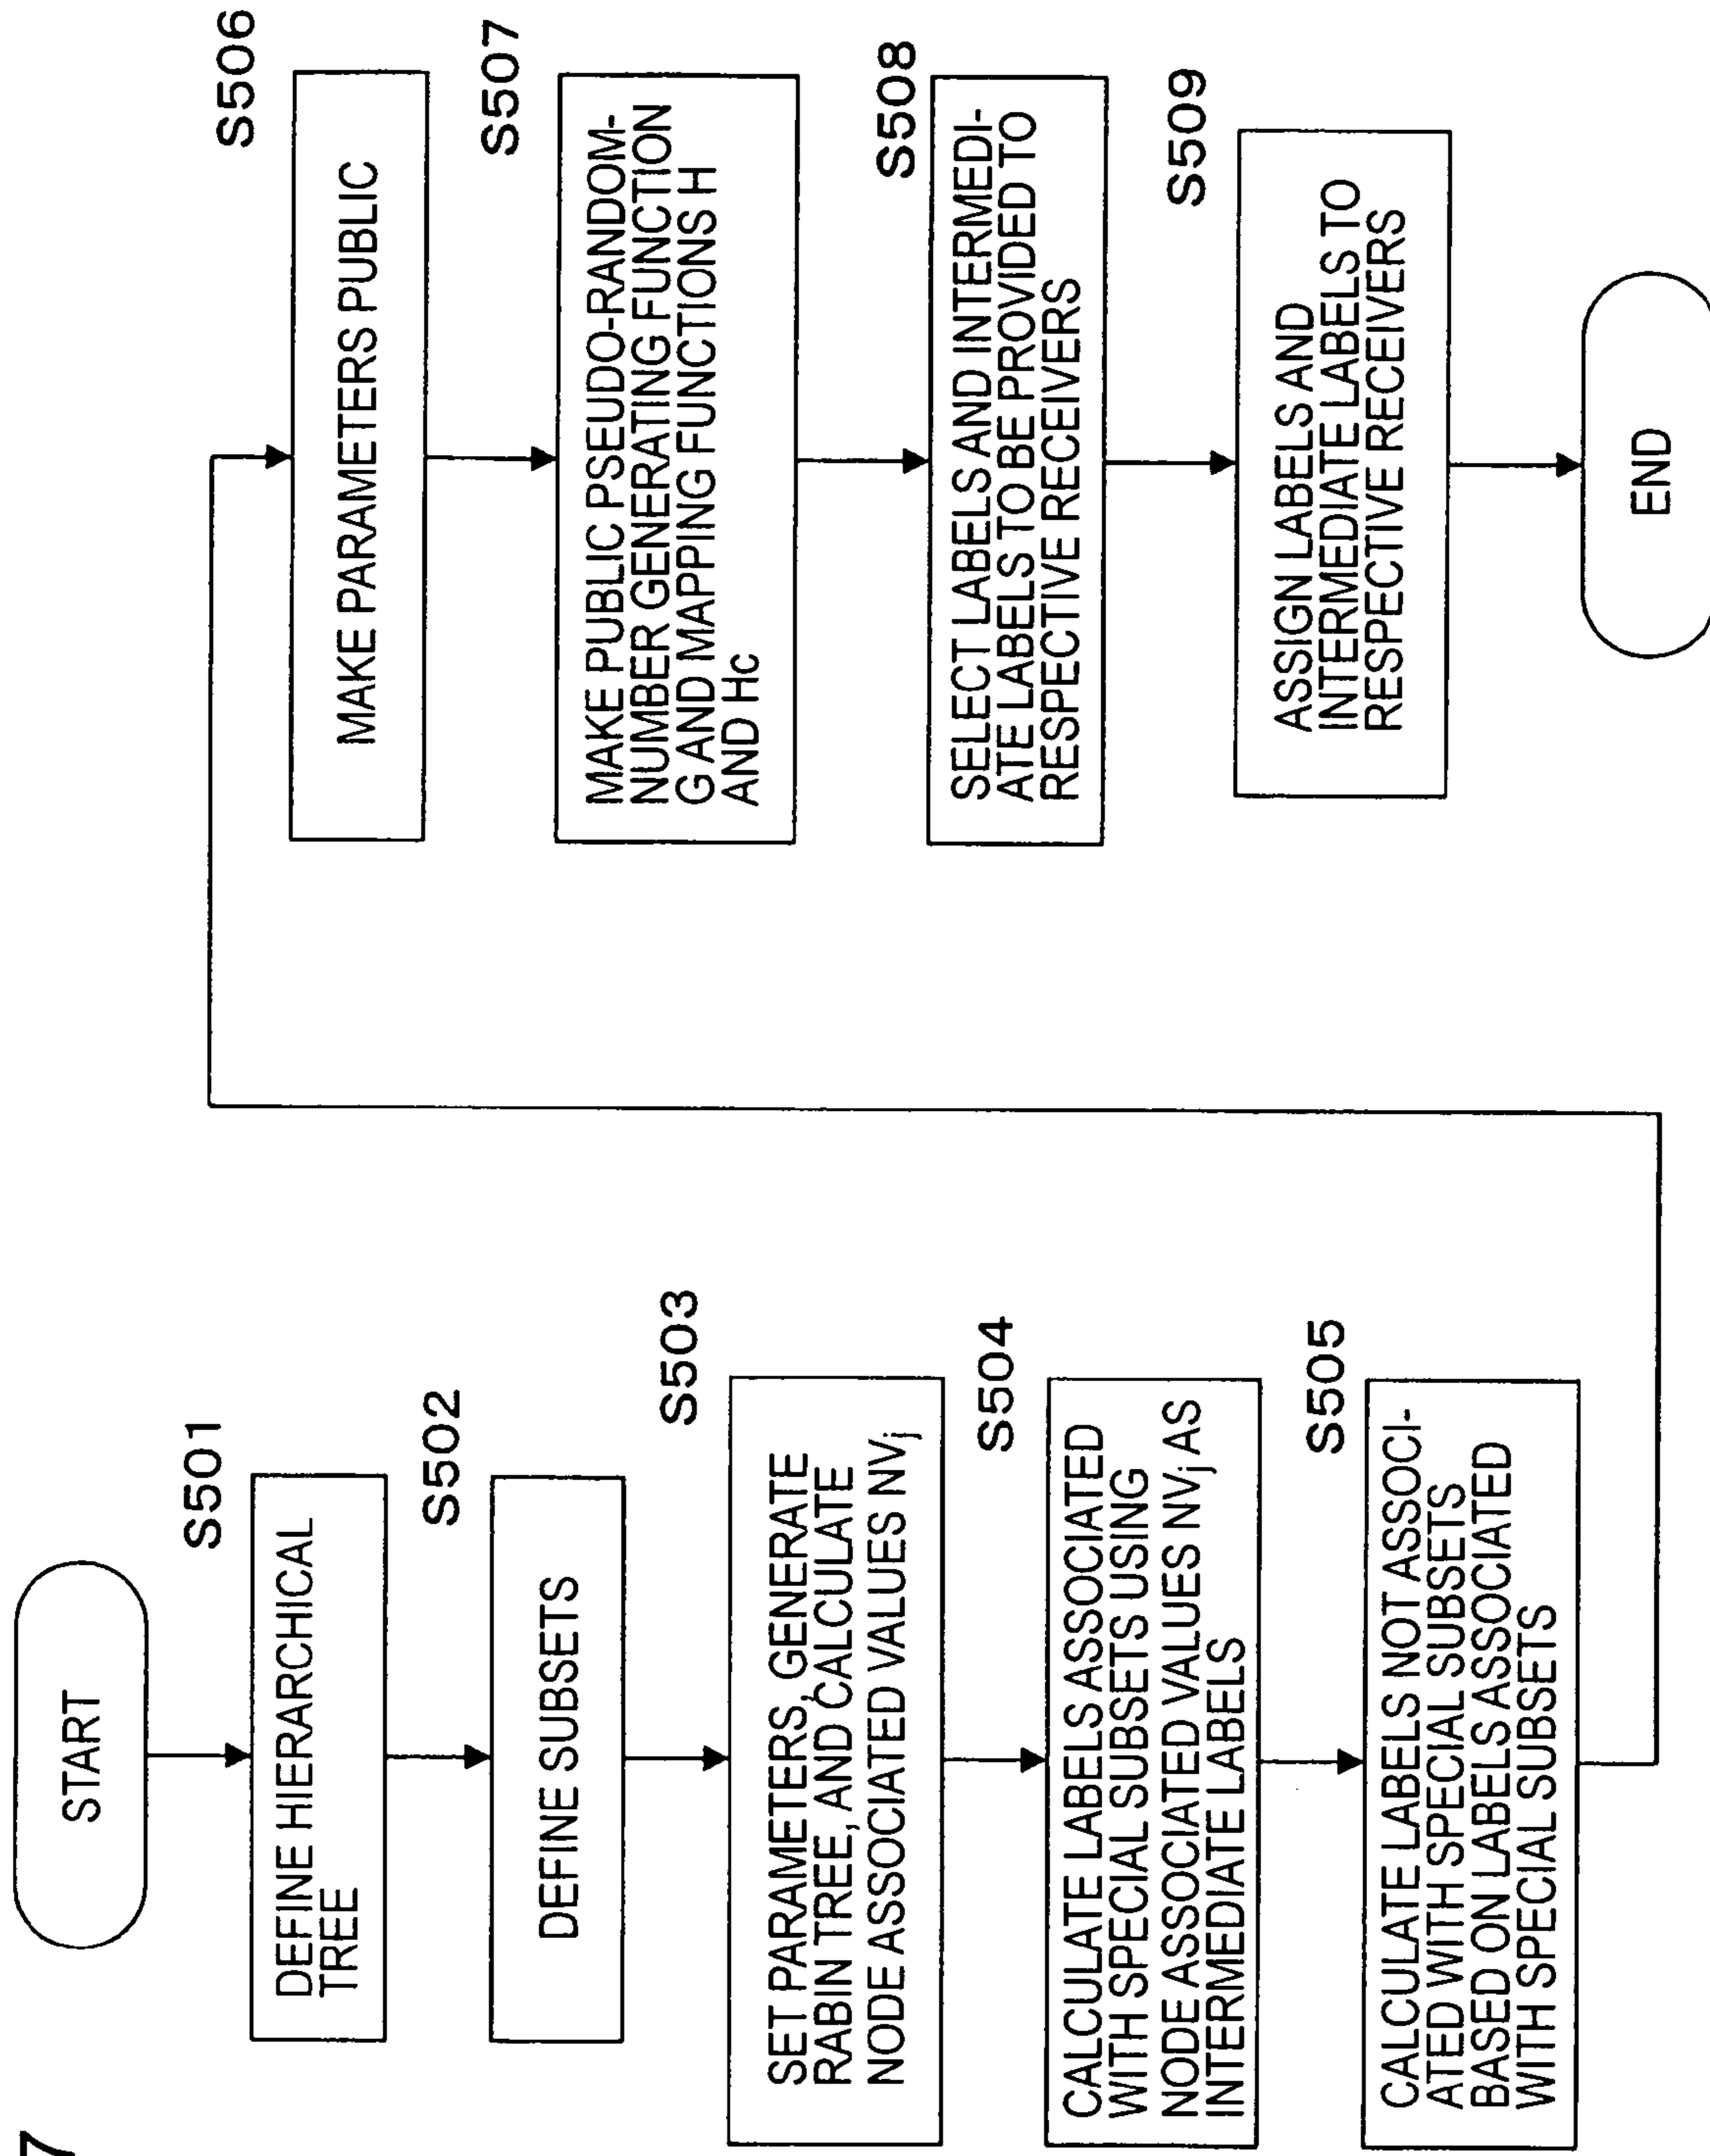 7
START
S501
DEFINE HIERARCHICAL
TREE
S502
DEFINE SUBSETS
S503
SET PARAMETERS, GENERATE
RABIN TREE, AND CALCULATE
NODE ASSOCIATED VALUES NVj
S504
CALCULATE LABELS ASSOCIATED
WITH SPECIAL SUBSETS USING
NODE ASSOCIATED VALUES NVj AS
INTERMEDIATE LABELS
S505
CALCULATE LABELS NOT ASSOCI-
ATED WITH SPECIAL SUBSETS
BASED ON LABELS ASSOCIATED
WITH SPECIAL SUBSETS
S506
MAKE PARAMETERS PUBLIC
S507
MAKE PUBLIC PSEUDO-RANDOM-
NUMBER GENERATING FUNCTION
G AND MAPPING FUNCTIONS H
AND Hc
S508
SELECT LABELS AND INTERMEDI-
ATE LABELS TO BE PROVIDED TO
RESPECTIVE RECEIVERS
S509
ASSIGN LABELS AND
INTERMEDIATE LABELS TO
RESPECTIVE RECEIVERS
END